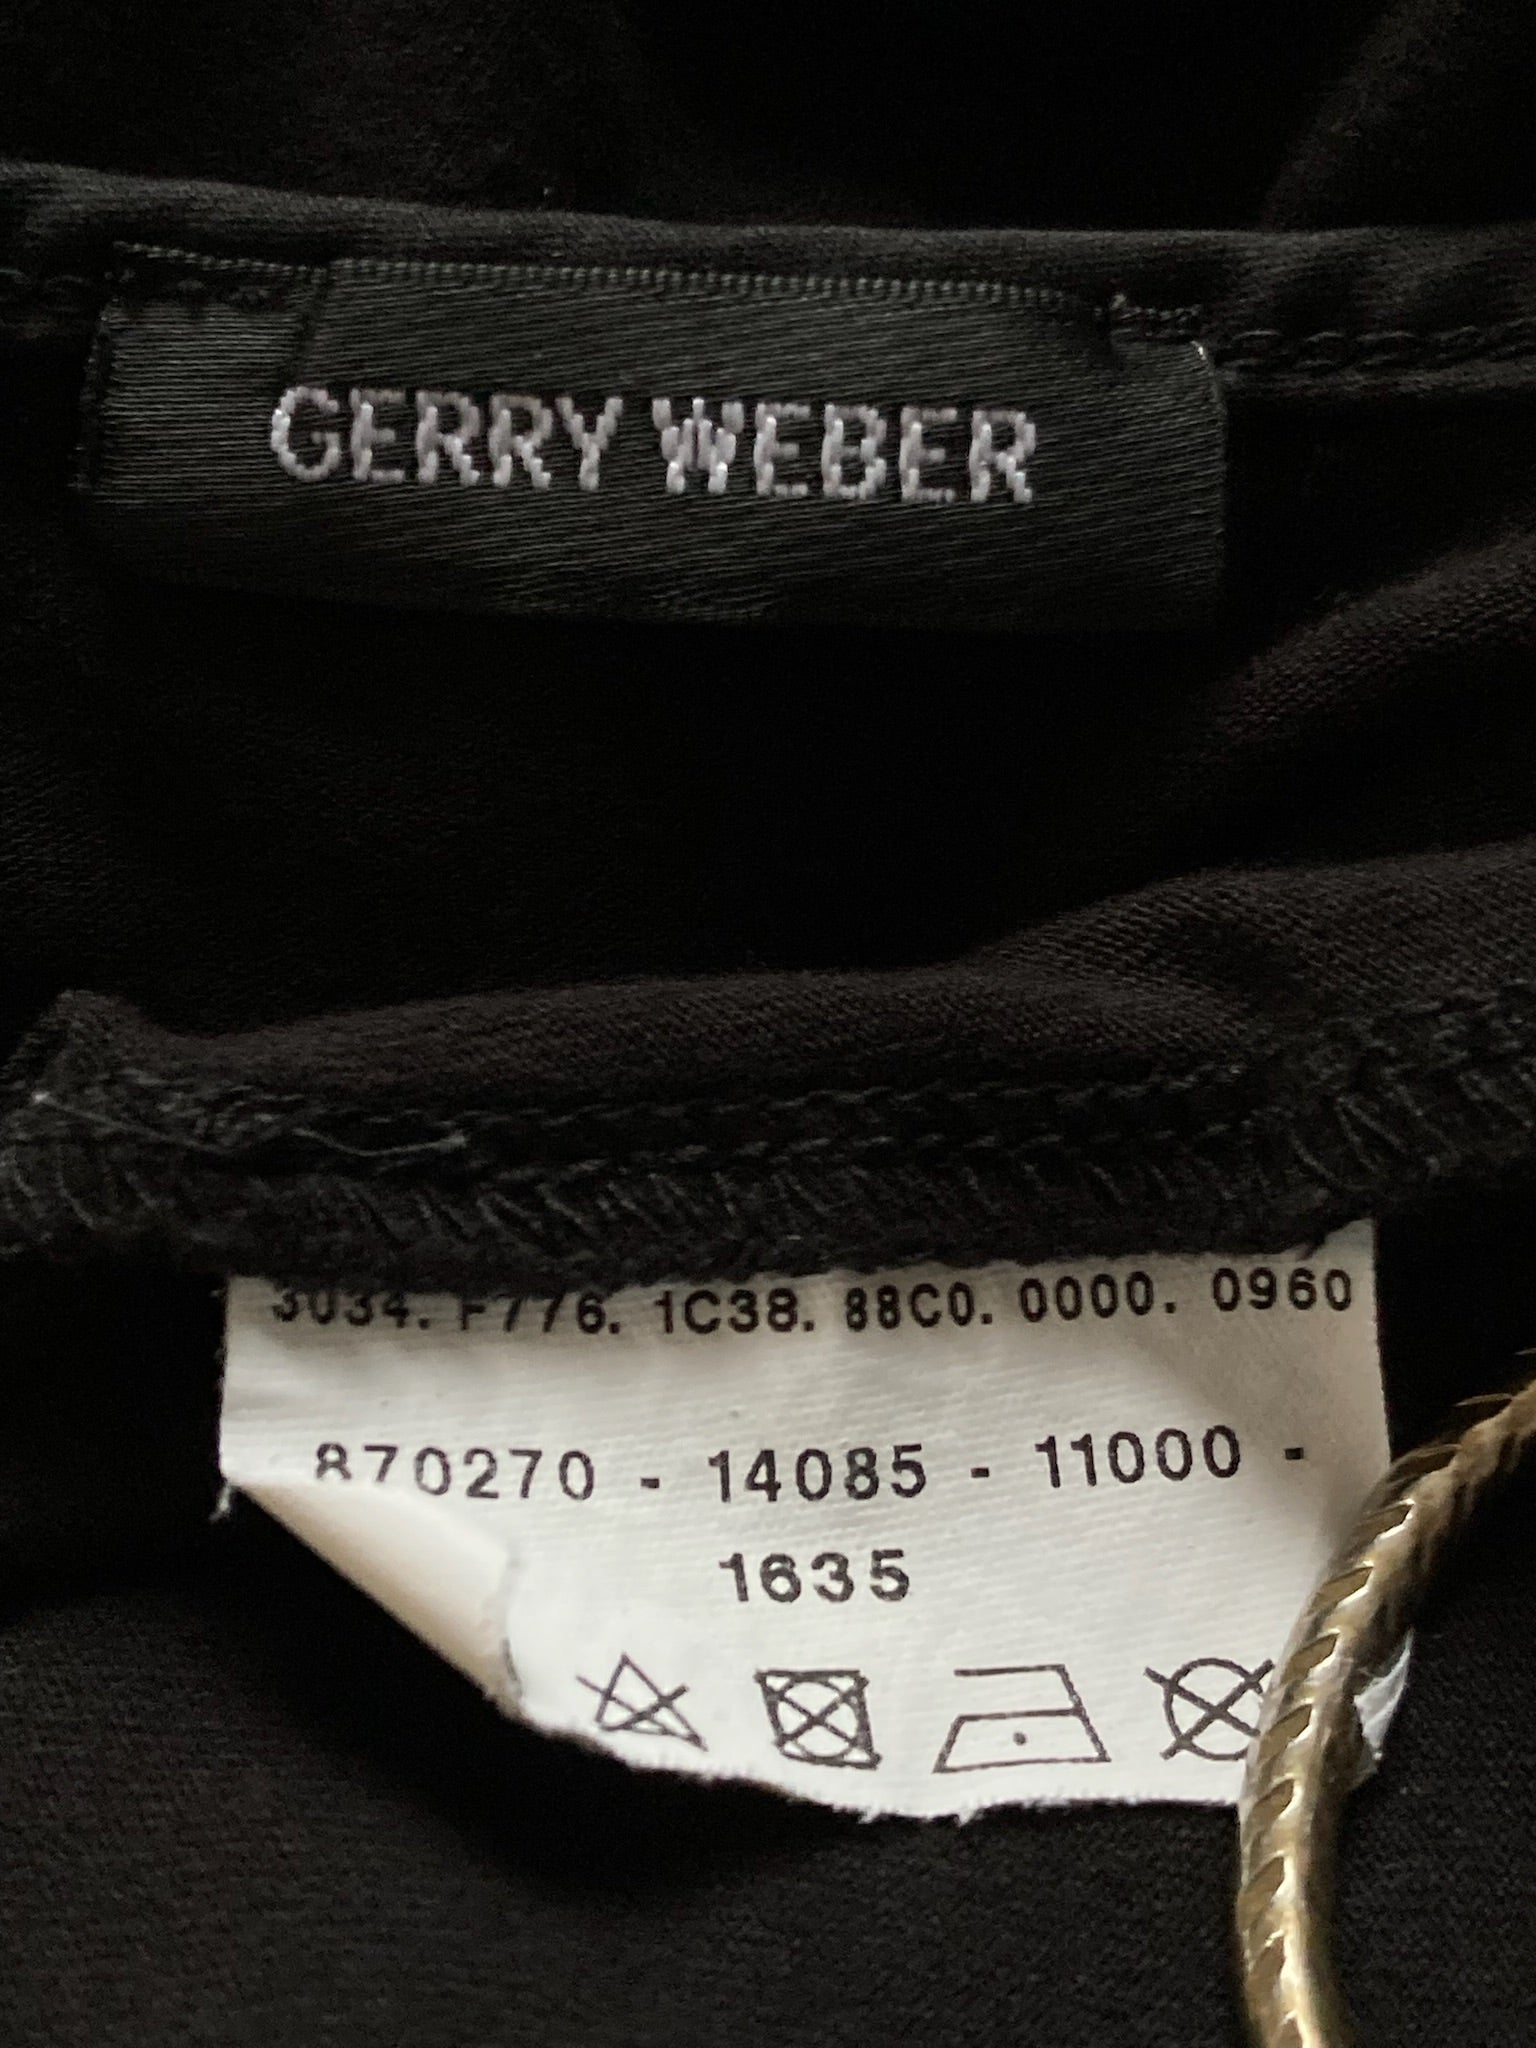 GERRY WEBER
3034. F776. 1C38. 88C0. 0000. 0960
870270 - 14085 - 11000 -
1635